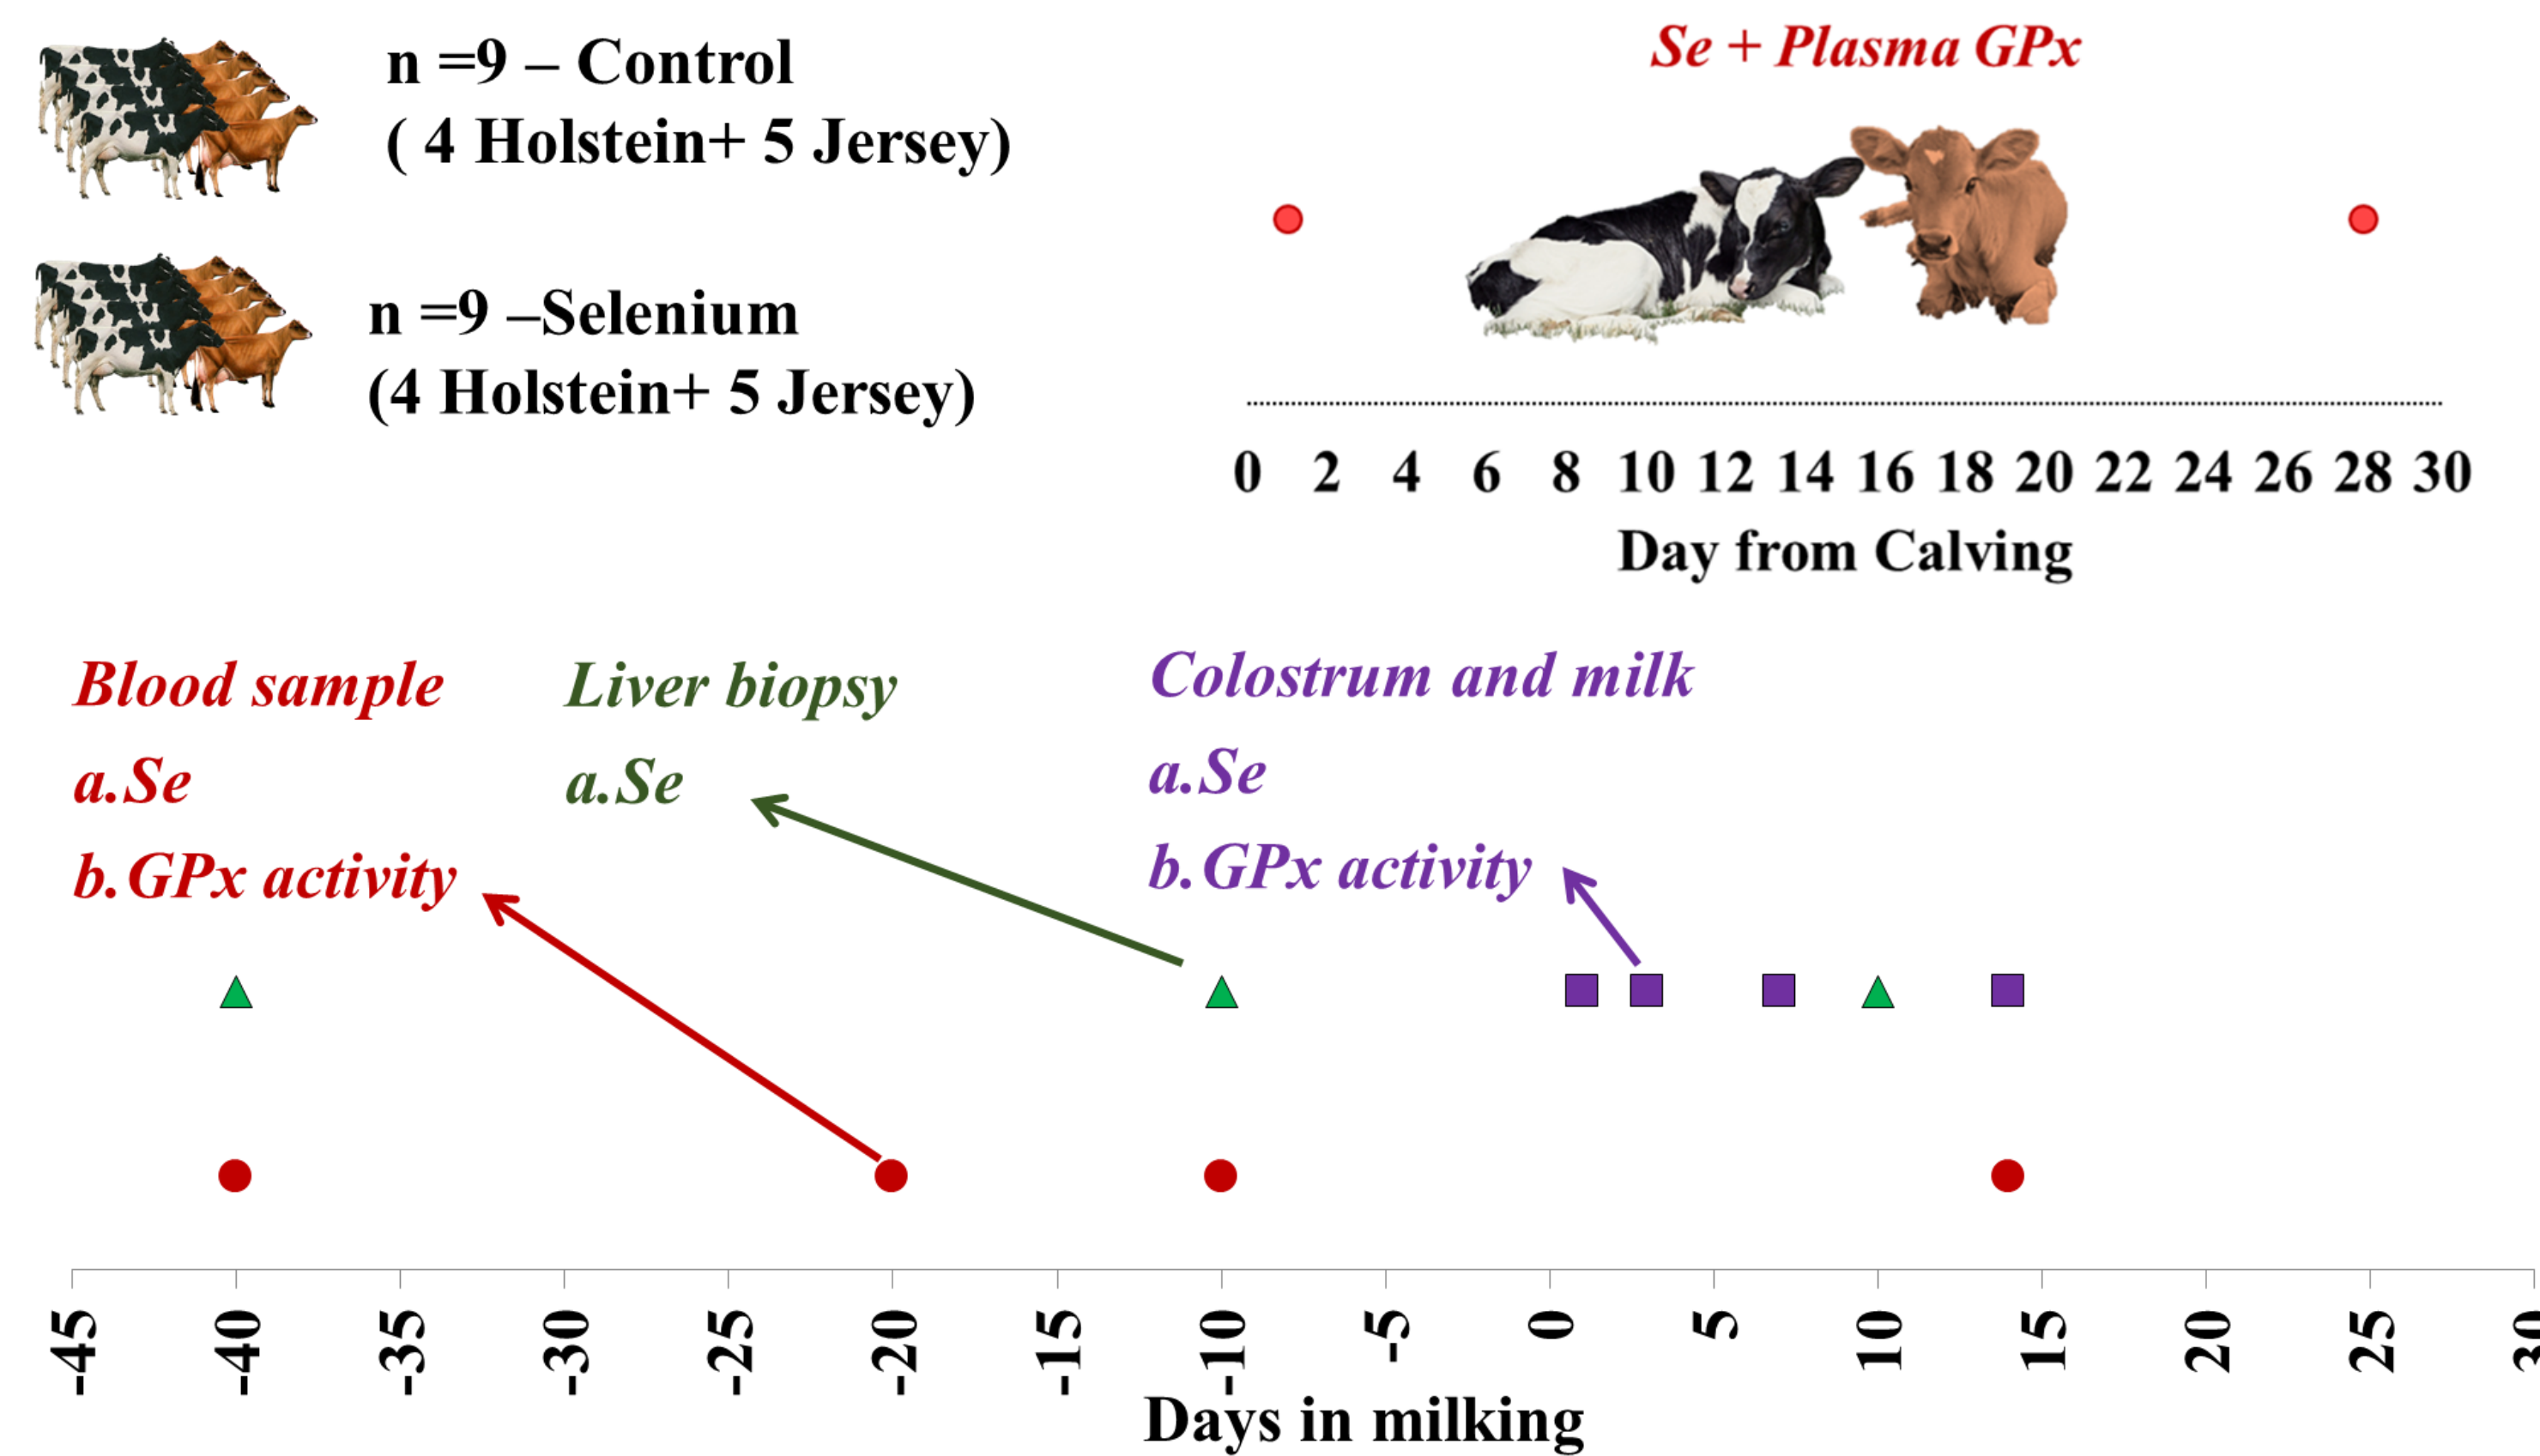 n =9 – Control
( 4 Holstein+ 5 Jersey)
n =9 –Selenium
(4 Holstein+ 5 Jersey)
Se + Plasma GPx
0 2 4 6 8 10 12 14 16 18 20 22 24 26 28 30
Day from Calving
Blood sample
a.Se
b.GPx activity
Liver biopsy
a.Se
Colostrum and milk
a.Se
b.GPx activity
-45 -40 -35 -30 -25 -20 -15 -10 -5 0 5 10 15 20 25 30
Days in milking